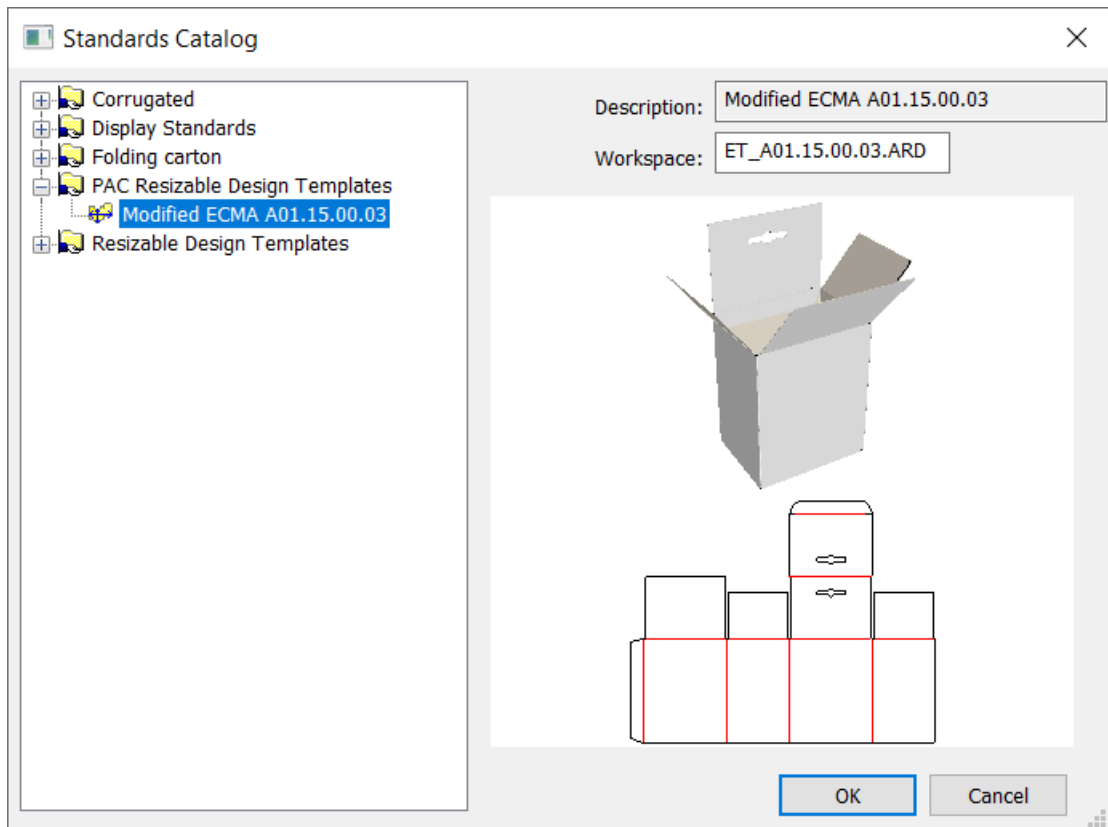 Standards Catalog
Corrugated
Display Standards
Folding carton
PAC Resizable Design Templates
Modified ECMA A01.15.00.03
Resizable Design Templates
Description: Modified ECMA A01.15.00.03
Workspace: ET_A01.15.00.03.ARD
OK Cancel